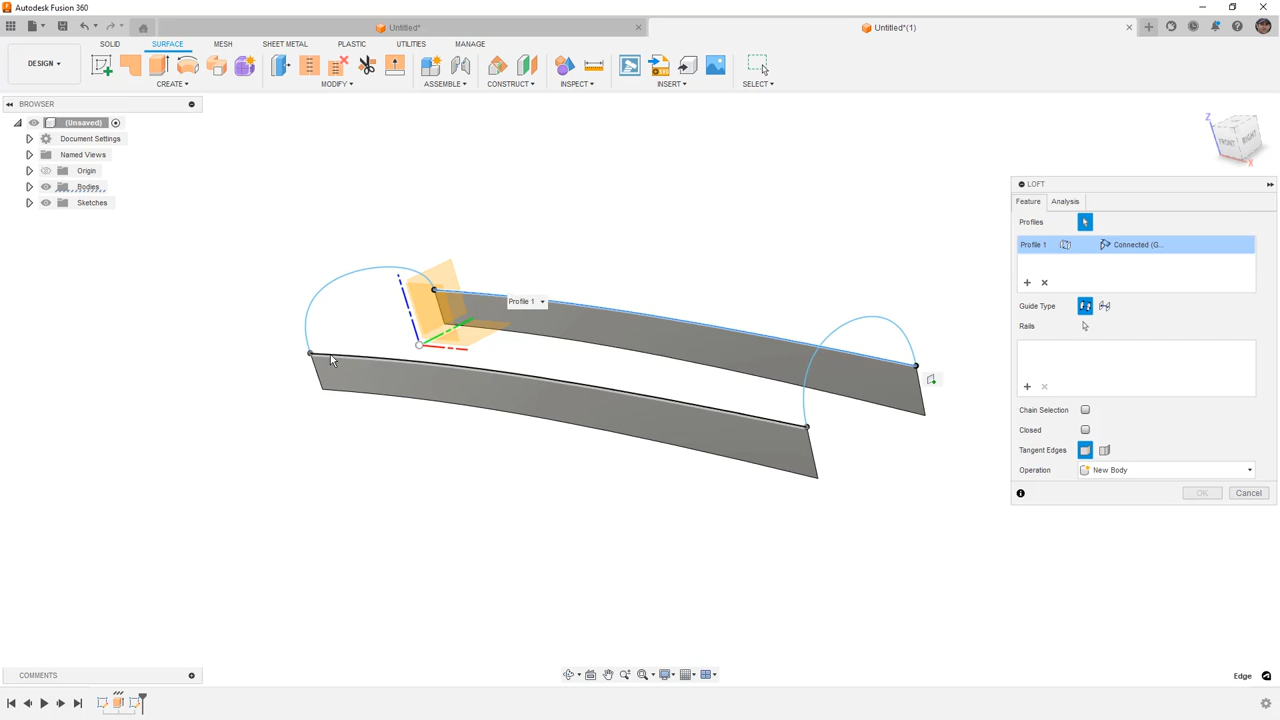 Autodesk Fusion 360
Untitled*
Untitled*(1)
SOLID
SURFACE
MESH
SHEET METAL
PLASTIC
UTILITIES
MANAGE
DESIGN
CREATE
MODIFY
ASSEMBLE
CONSTRUCT
INSPECT
INSERT
SELECT
BROWSER
(Unsaved)
Document Settings
Named Views
Origin
Bodies
Sketches
Z
FRONT
RIGHT
X
Profile 1
LOFT
Feature
Analysis
Profiles
Profile 1
Connected (G...
Guide Type
Rails
Chain Selection
Closed
Tangent Edges
Operation
New Body
OK
Cancel
COMMENTS
Edge